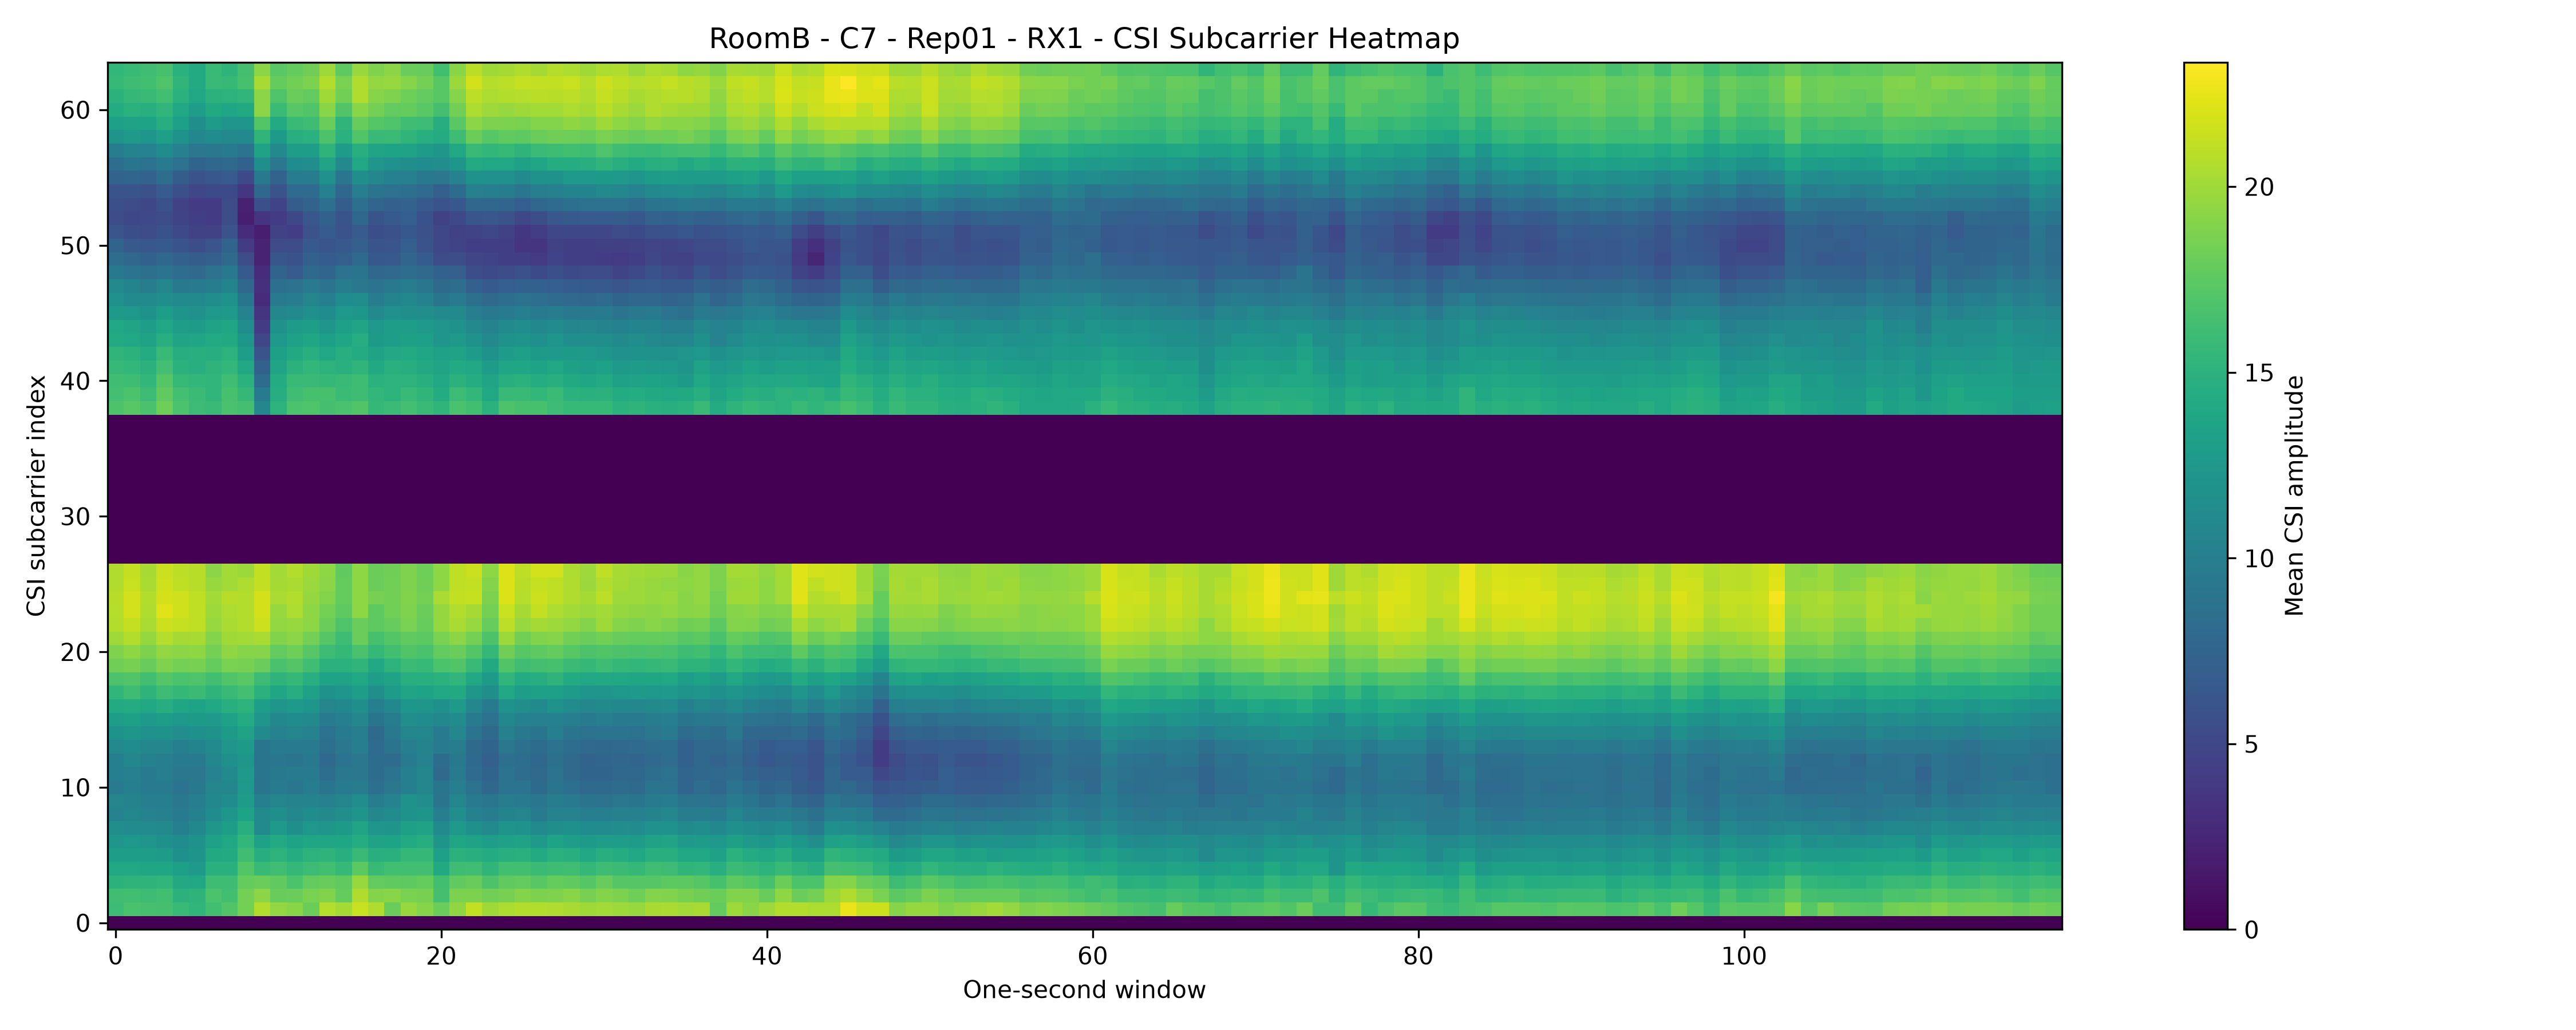 RoomB - C7 - Rep01 - RX1 - CSI Subcarrier Heatmap
CSI subcarrier index
60
50
40
30
20
10
0
0 20 40 60 80 100
One-second window
20
15
10
5
0
Mean CSI amplitude